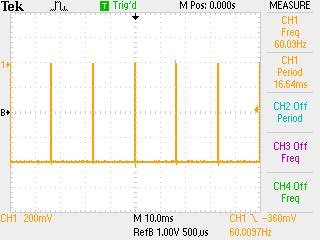 Tek Trig'd M Pos: 0.000s MEASURE
CH1
Freq
60.09Hz
1
CH1
Period
16.64ms
B
CH2 Off
Period
CH3 Off
Freq
CH4 Off
Freq
CH1 200mV M 10.0ms CH1 -360mV
RefB 1.00V 500µs 60.0097Hz